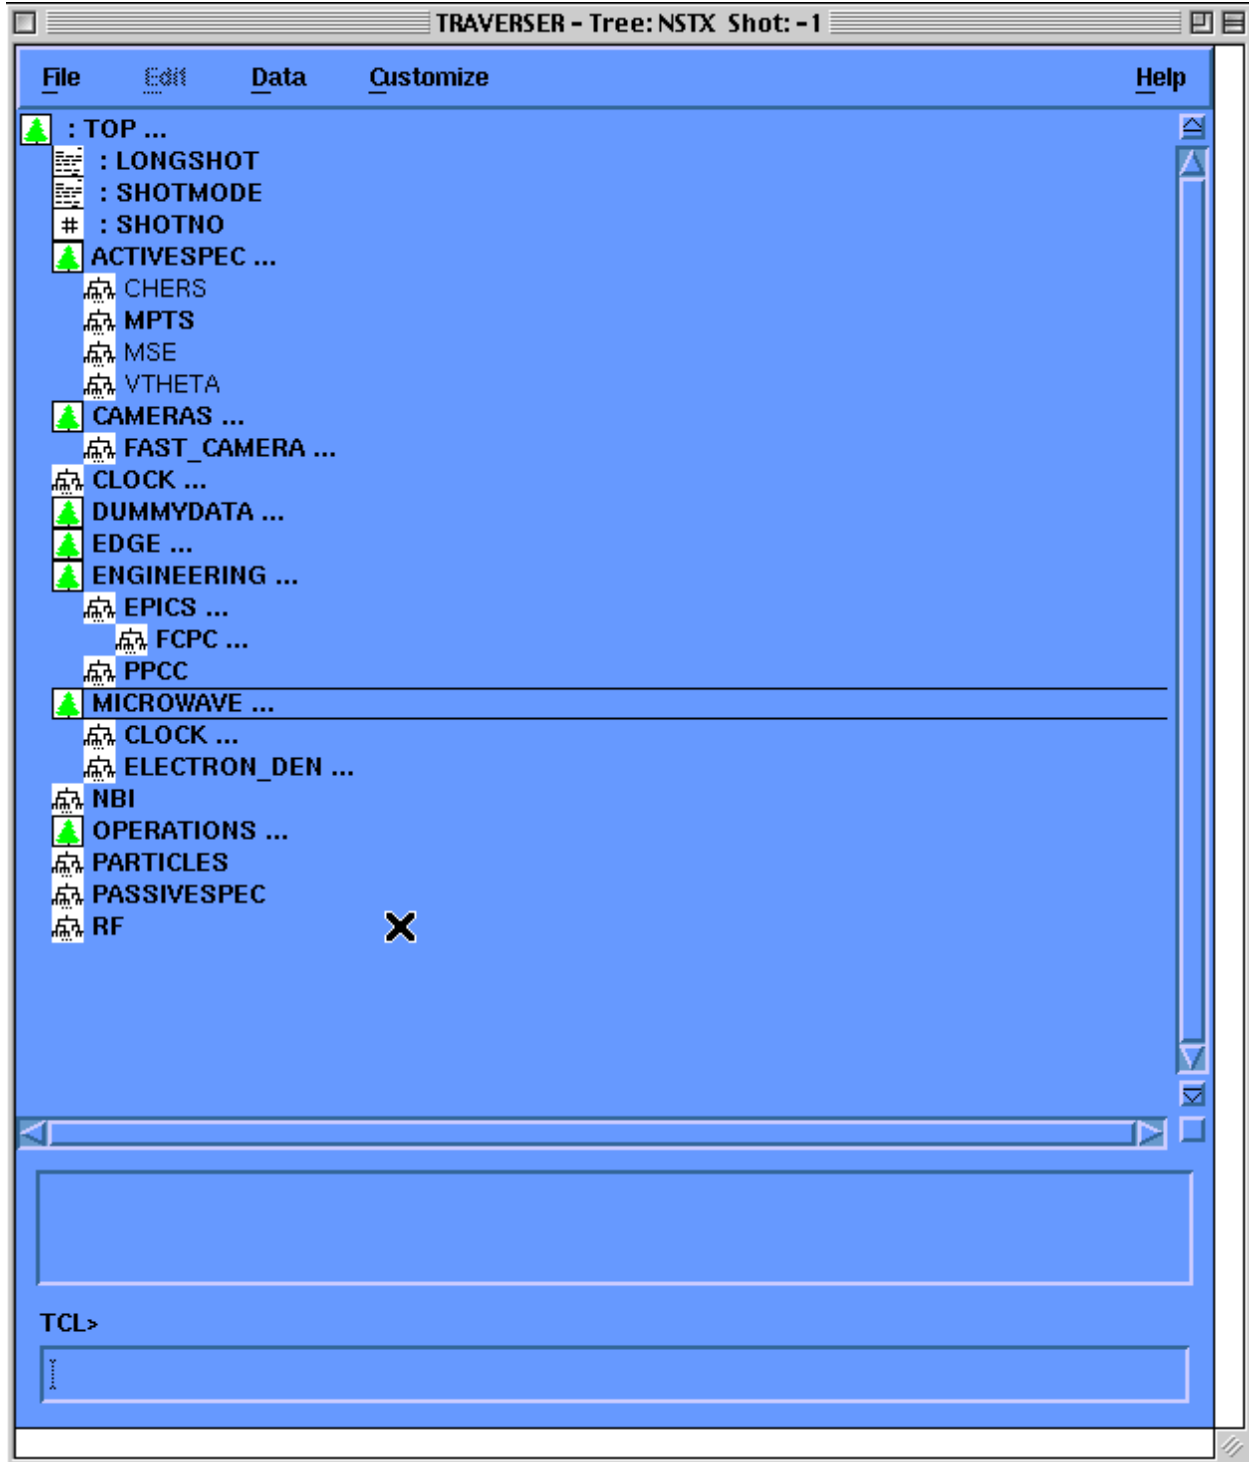 TRAVERSER - Tree: NSTX Shot: -1
File Edit Data Customize Help
: TOP ...
: LONGSHOT
: SHOTMODE
# : SHOTNO
ACTIVESPEC ...
CHERS
MPTS
MSE
VTHETA
CAMERAS ...
FAST_CAMERA ...
CLOCK ...
DUMMYDATA ...
EDGE ...
ENGINEERING ...
EPICS ...
FCPC ...
PPCC
MICROWAVE ...
CLOCK ...
ELECTRON_DEN ...
NBI
OPERATIONS ...
PARTICLES
PASSIVESPEC
RF
TCL>